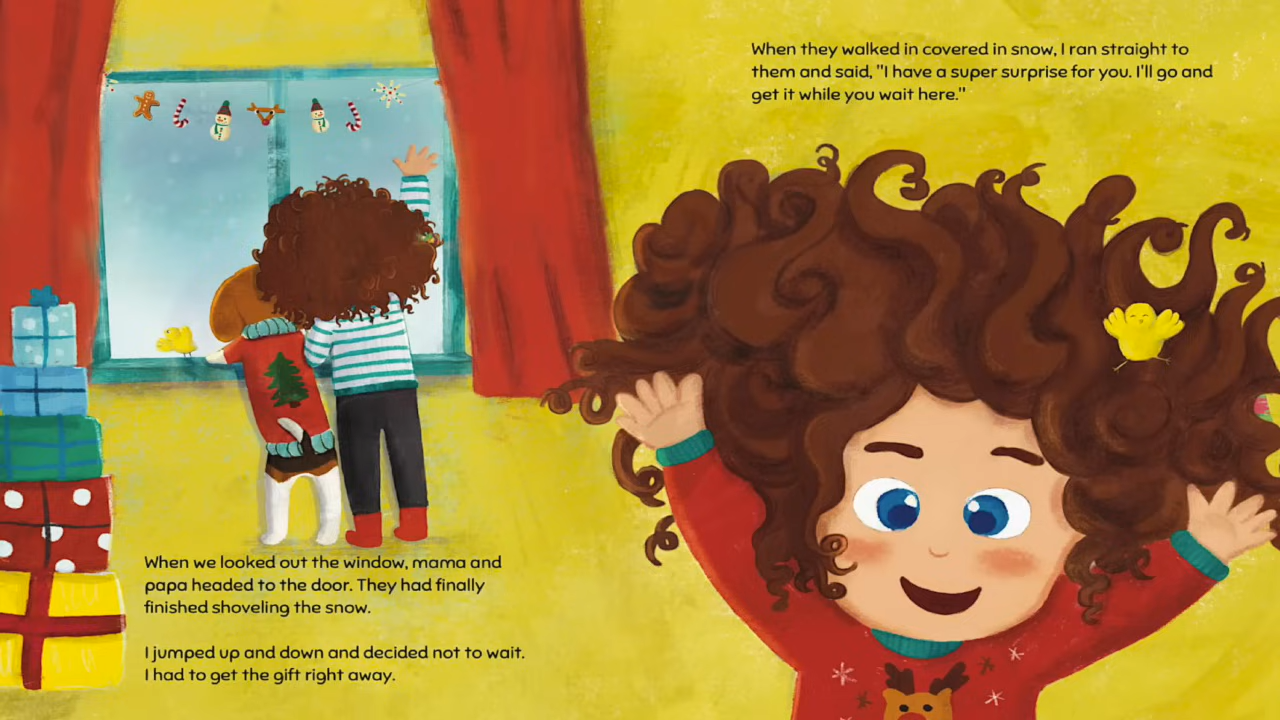 When we looked out the window, mama and
papa headed to the door. They had finally
finished shoveling the snow.
I jumped up and down and decided not to wait.
I had to get the gift right away.
When they walked in covered in snow, I ran straight to
them and said, "I have a super surprise for you. I'll go and
get it while you wait here."